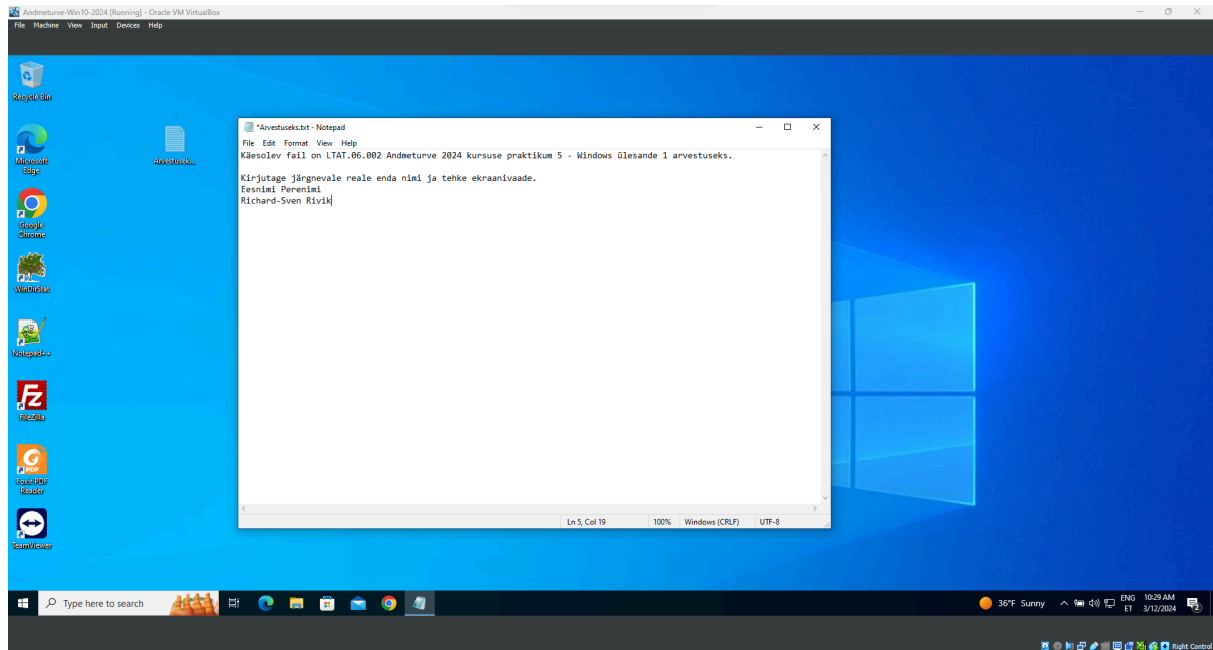 Andmeturve-Win10-2024 [Running] - Oracle VM VirtualBox
File Machine View Input Devices Help
Recycle Bin
Microsoft Edge
Arvestusek...
Google Chrome
WinDirStat
Notepad++
FileZilla
Foxit PDF Reader
TeamViewer
*Arvestuseks.txt - Notepad
File Edit Format View Help
Käesolev fail on LTAT.06.002 Andmeturve 2024 kursuse praktikum 5 - Windows ülesande 1 arvestuseks.
Kirjutage järgnevale reale enda nimi ja tehke ekraanivaade.
Eesnimi Perenimi
Richard-Sven Rivik
Ln 5, Col 19 100% Windows (CRLF) UTF-8
Type here to search
36°F Sunny
ENG 10:29 AM
ET 3/12/2024
2
Right Control